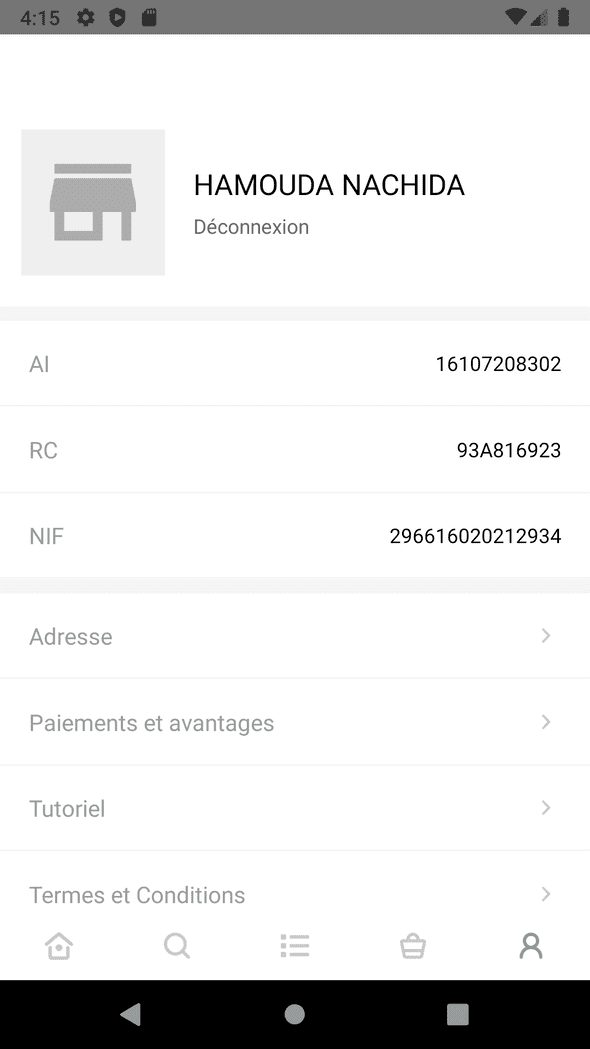 4:15
HAMOUDA NACHIDA
Déconnexion
AI 16107208302
RC 93A816923
NIF 296616020212934
Adresse
Paiements et avantages
Tutoriel
Termes et Conditions